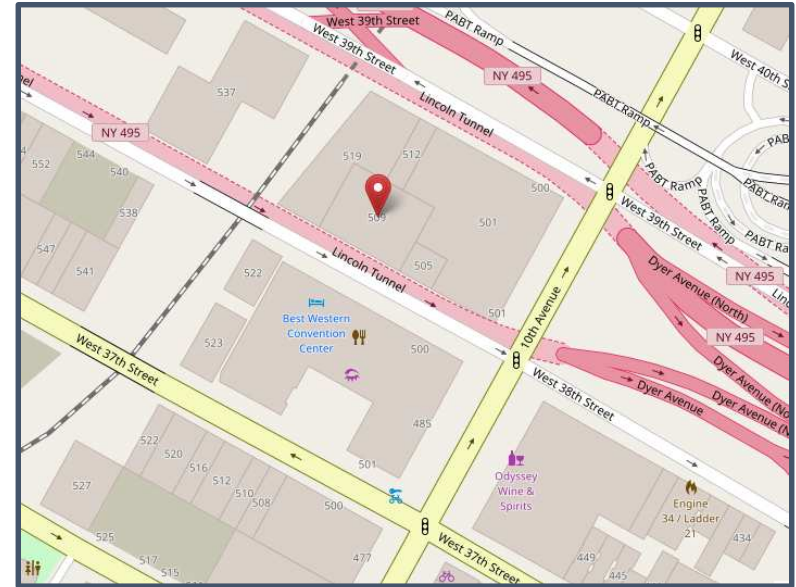 West 39th Street
PABT Ramp
West 39th Street
West 40th S
NY 495
PABT Ramp
537
Lincoln Tunnel
NY 495
PABT Ramp
552
544
540
519
512
500
PABT Ramp
PABT Ramp
538
509
501
West 39th Street
PABT Ra
547
541
505
Lincoln Tunnel
522
Dyer Avenue (North)
NY 495
10th Avenue
501
NY 495
Best Western
Convention
Center
523
500
West 37th Street
West 38th Street
Dyer Avenue
485
522
520
516
512
510
508
501
500
Odyssey
Wine &
Spirits
Engine
34 / Ladder
21
527
525
517
515
477
West 37th Street
434
449
445